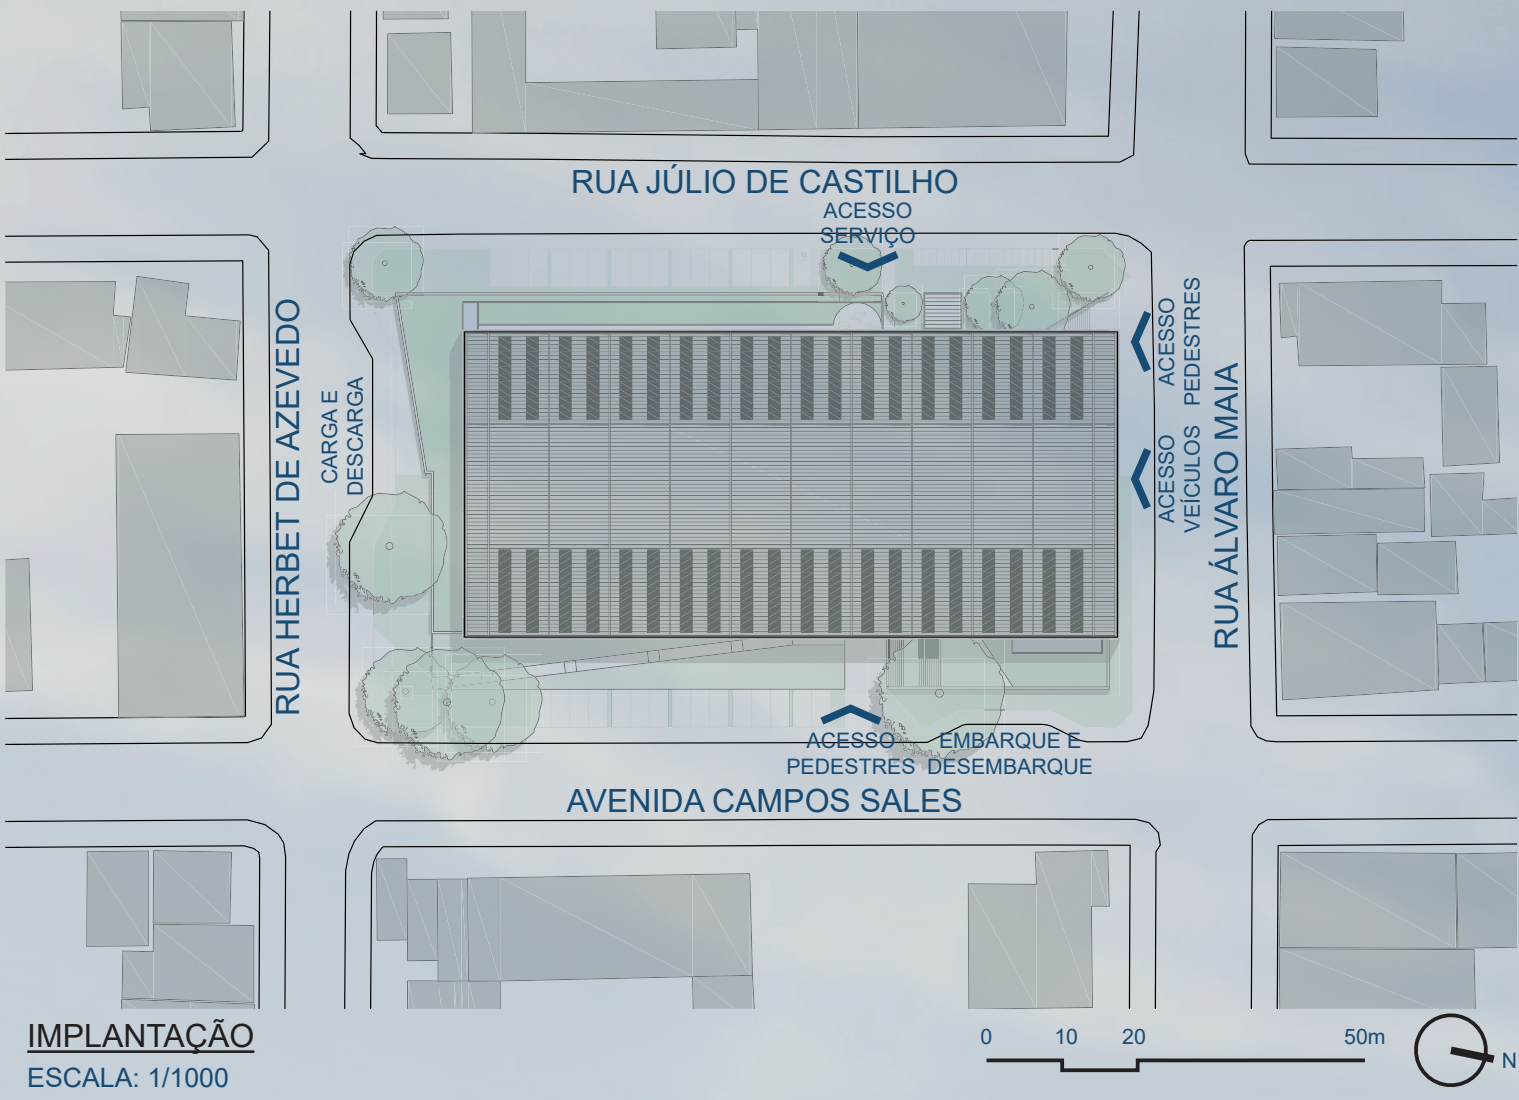 RUA JÚLIO DE CASTILHO
ACESSO
SERVIÇO
RUA HERBET DE AZEVEDO
CARGA E
DESCARGA
ACESSO
PEDESTRES
ACESSO
VEÍCULOS
RUA ÁLVARO MAIA
ACESSO
PEDESTRES
EMBARQUE E
DESEMBARQUE
AVENIDA CAMPOS SALES
IMPLANTAÇÃO
ESCALA: 1/1000
0 10 20 50m
N